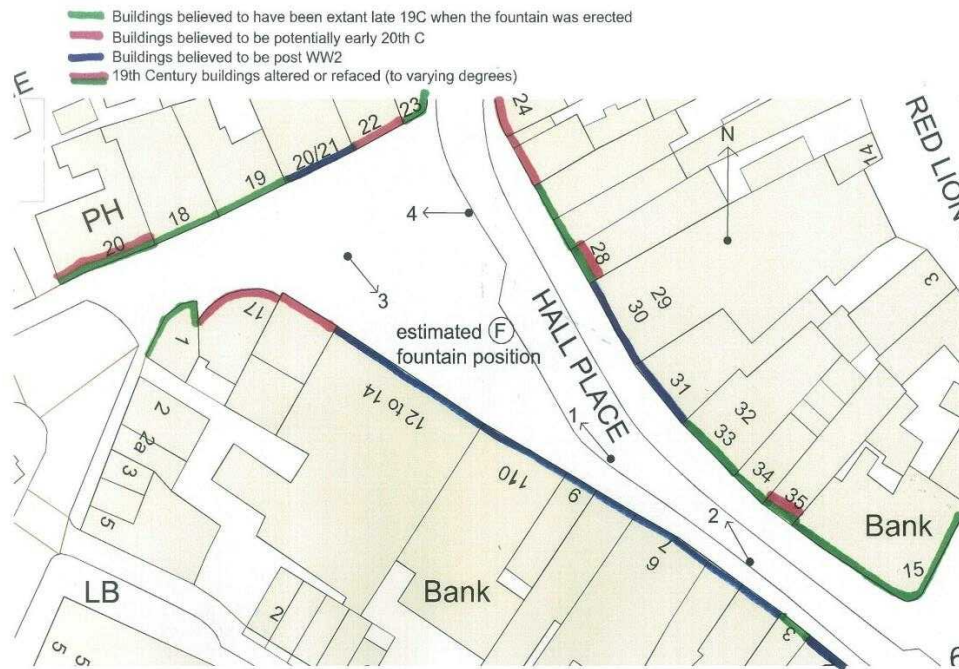 Buildings believed to have been extant late 19C when the fountain was erected
Buildings believed to be potentially early 20th C
Buildings believed to be post WW2
19th Century buildings altered or refaced (to varying degrees)
E
23
22
20/21
19
18
PH
20
24
N
RED LION
14
4
3
28
29
30
HALL PLACE
estimated F
fountain position
17
1
12 to 14
31
32
33
34
35
3
1
2
2a
3
5
110
9
7
6
2
Bank
15
LB
Bank
2
3
5
5
6